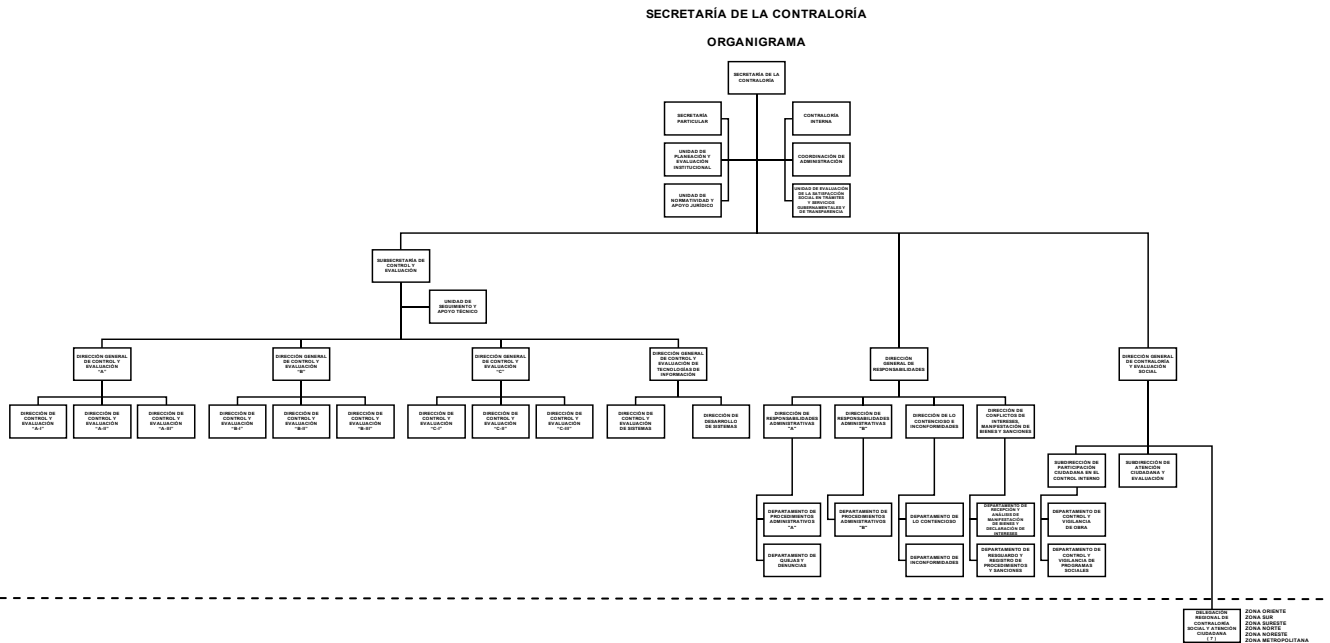 SECRETARÍA DE LA CONTRALORÍA
ORGANIGRAMA
SECRETARÍA DE LA
CONTRALORÍA
SECRETARÍA
PARTICULAR
CONTRALORÍA
INTERNA
UNIDAD DE
PLANEACIÓN Y
EVALUACIÓN
INSTITUCIONAL
COORDINACIÓN DE
ADMINISTRACIÓN
UNIDAD DE
NORMATIVIDAD Y
APOYO JURÍDICO
UNIDAD DE EVALUACIÓN
DE LA SATISFACCIÓN
SOCIAL EN TRÁMITES
Y SERVICIOS
GUBERNAMENTALES Y
DE TRANSPARENCIA
SUBSECRETARÍA DE
CONTROL Y
EVALUACIÓN
UNIDAD DE
SEGUIMIENTO Y
APOYO TÉCNICO
DIRECCIÓN GENERAL
DE CONTROL Y
EVALUACIÓN
"A"
DIRECCIÓN GENERAL
DE CONTROL Y
EVALUACIÓN
"B"
DIRECCIÓN GENERAL
DE CONTROL Y
EVALUACIÓN
"C"
DIRECCIÓN GENERAL
DE CONTROL Y
EVALUACIÓN DE
TECNOLOGÍAS DE
INFORMACIÓN
DIRECCIÓN
GENERAL DE
RESPONSABILIDADES
DIRECCIÓN GENERAL
DE CONTRALORÍA
Y EVALUACIÓN
SOCIAL
DIRECCIÓN DE
CONTROL Y
EVALUACIÓN
"A-I"
DIRECCIÓN DE
CONTROL Y
EVALUACIÓN
"A-II"
DIRECCIÓN DE
CONTROL Y
EVALUACIÓN
"A-III"
DIRECCIÓN DE
CONTROL Y
EVALUACIÓN
"B-I"
DIRECCIÓN DE
CONTROL Y
EVALUACIÓN
"B-II"
DIRECCIÓN DE
CONTROL Y
EVALUACIÓN
"B-III"
DIRECCIÓN DE
CONTROL Y
EVALUACIÓN
"C-I"
DIRECCIÓN DE
CONTROL Y
EVALUACIÓN
"C-II"
DIRECCIÓN DE
CONTROL Y
EVALUACIÓN
"C-III"
DIRECCIÓN DE
CONTROL
Y EVALUACIÓN
DE SISTEMAS
DIRECCIÓN DE
DESARROLLO
DE SISTEMAS
DIRECCIÓN DE
RESPONSABILIDADES
ADMINISTRATIVAS
"A"
DIRECCIÓN DE
RESPONSABILIDADES
ADMINISTRATIVAS
"B"
DIRECCIÓN DE LO
CONTENCIOSO E
INCONFORMIDADES
DIRECCIÓN DE
CONFLICTOS DE
INTERESES,
MANIFESTACIÓN DE
BIENES Y SANCIONES
SUBDIRECCIÓN DE
PARTICIPACIÓN
CIUDADANA EN EL
CONTROL INTERNO
SUBDIRECCIÓN DE
ATENCIÓN
CIUDADANA Y
EVALUACIÓN
DEPARTAMENTO DE
PROCEDIMIENTOS
ADMINISTRATIVOS
"A"
DEPARTAMENTO DE
PROCEDIMIENTOS
ADMINISTRATIVOS
"B"
DEPARTAMENTO DE
LO CONTENCIOSO
DEPARTAMENTO DE
RECEPCIÓN Y
ANÁLISIS DE
MANIFESTACIÓN
DE BIENES Y
DECLARACIÓN DE
INTERESES
DEPARTAMENTO DE
CONTROL Y
VIGILANCIA
DE OBRA
DEPARTAMENTO DE
QUEJAS Y
DENUNCIAS
DEPARTAMENTO DE
INCONFORMIDADES
DEPARTAMENTO DE
RESGUARDO Y
REGISTRO DE
PROCEDIMIENTOS
Y SANCIONES
DEPARTAMENTO DE
CONTROL Y
VIGILANCIA DE
PROGRAMAS
SOCIALES
DELEGACIÓN
REGIONAL DE
CONTRALORÍA
SOCIAL Y ATENCIÓN
CIUDADANA
( 7 )
ZONA ORIENTE
ZONA SUR
ZONA SURESTE
ZONA NORTE
ZONA NORESTE
ZONA METROPOLITANA